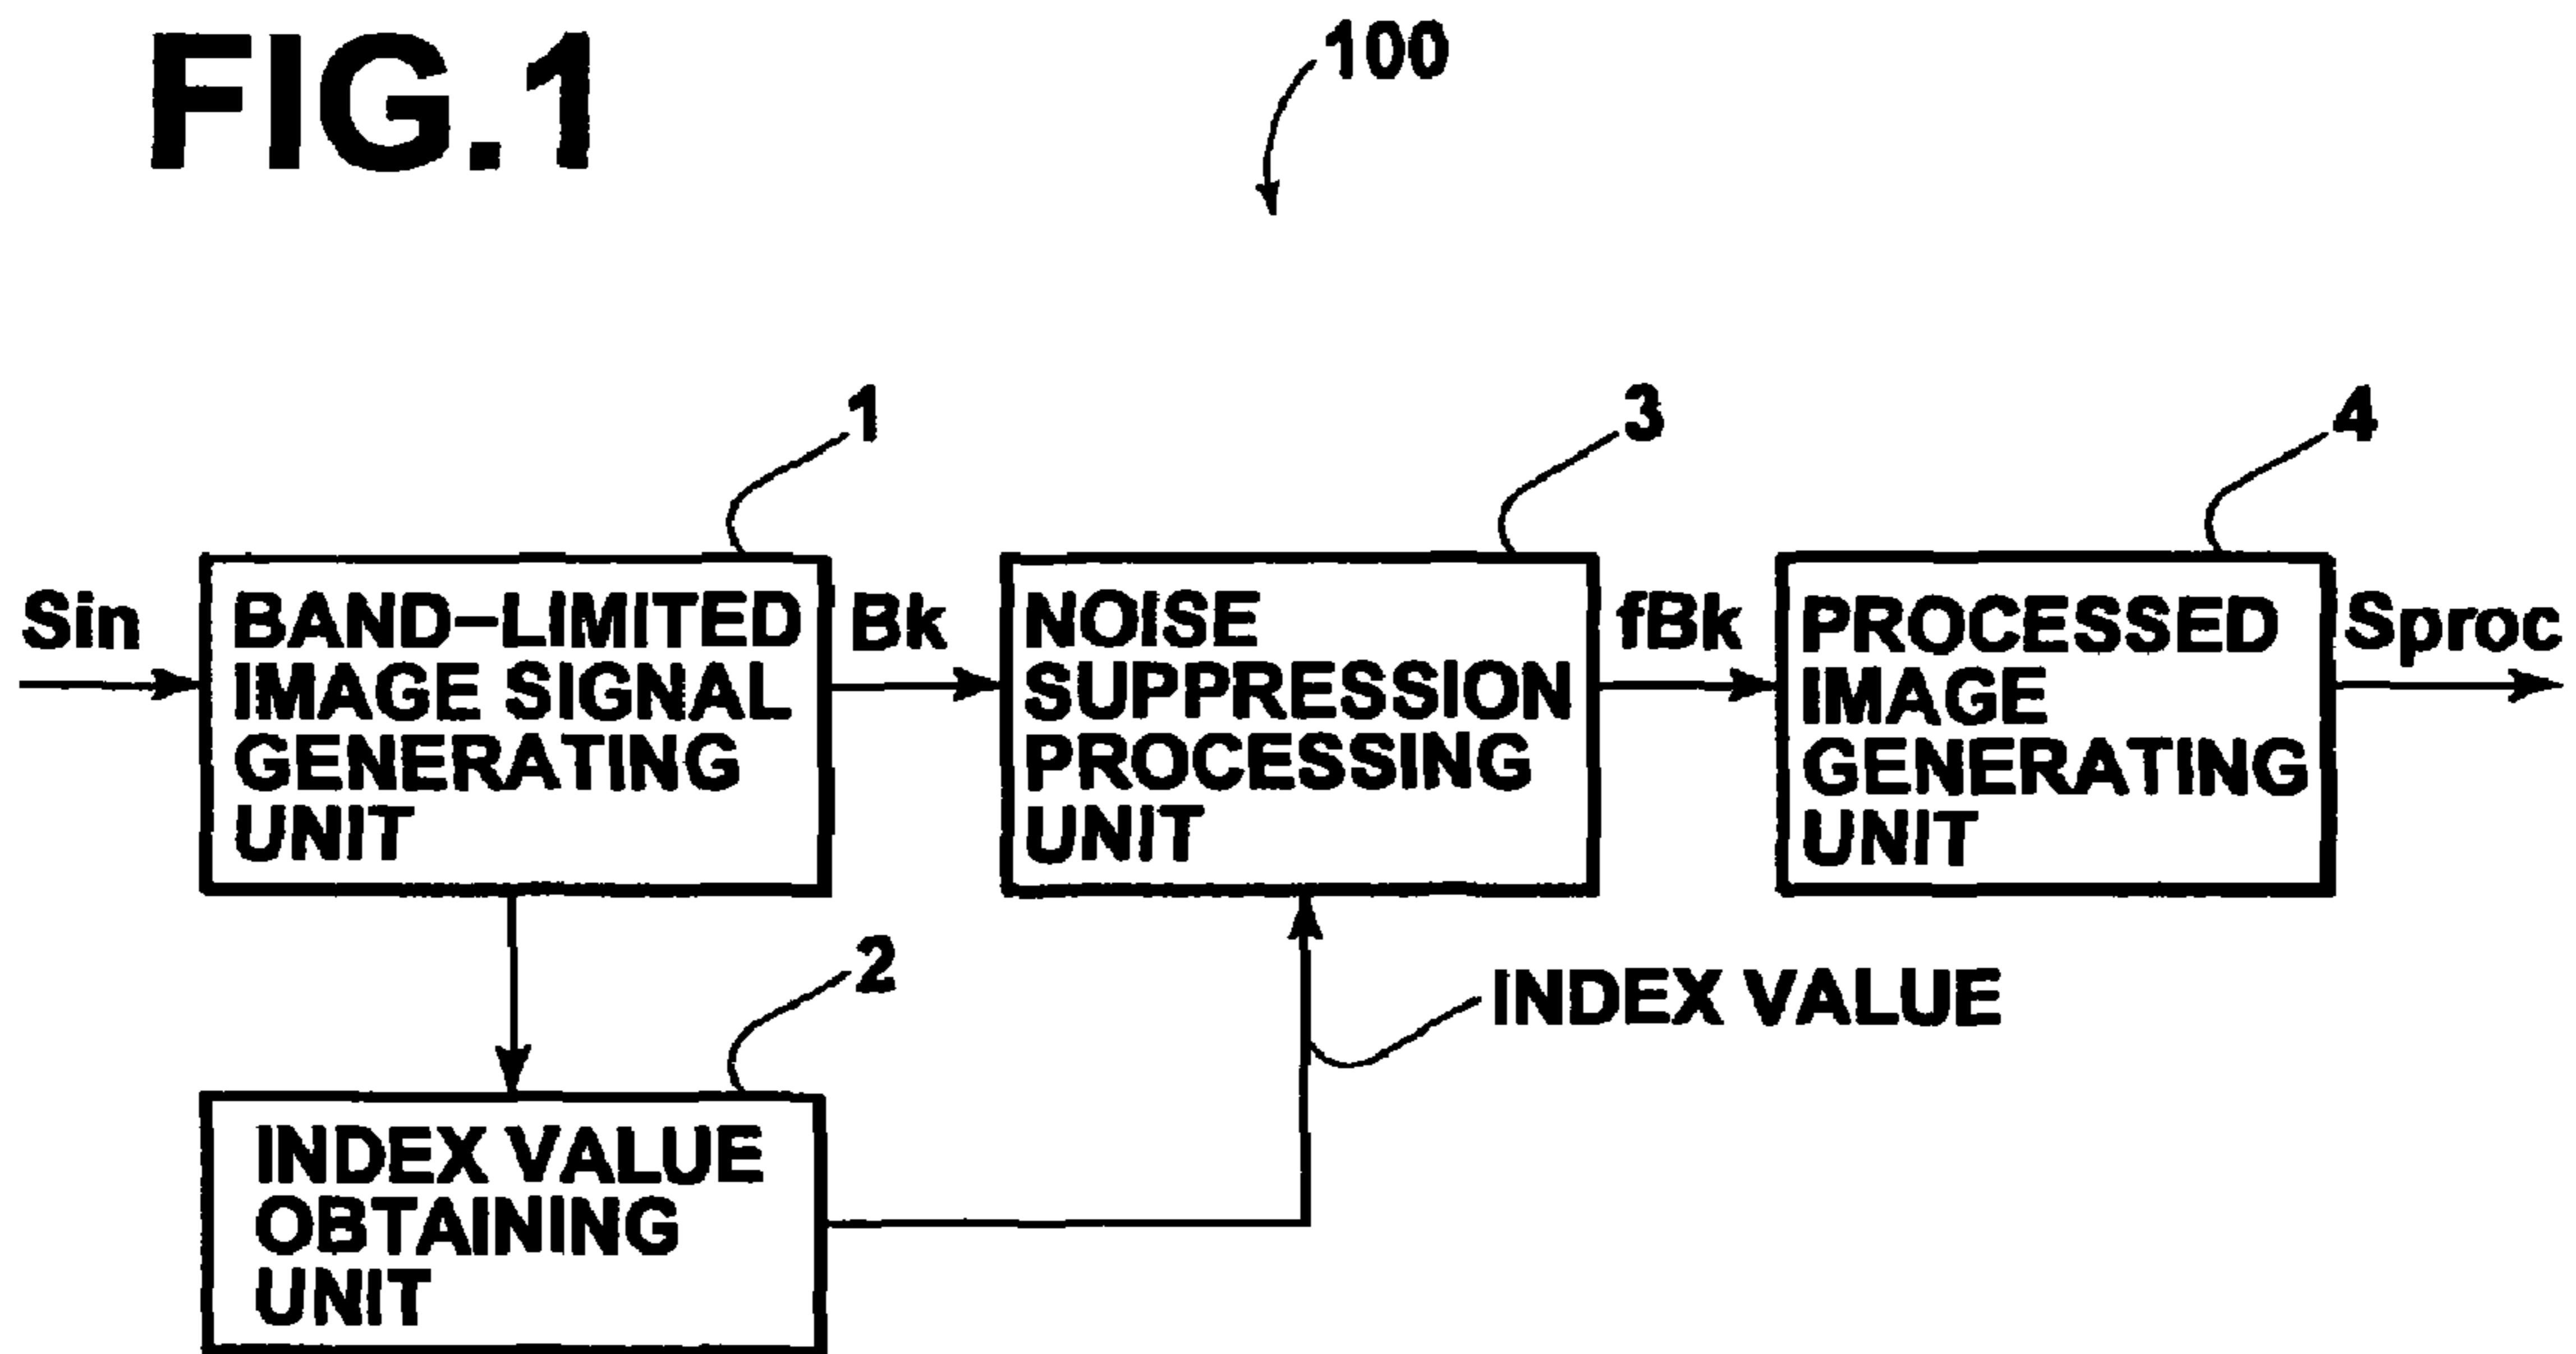 FIG.1
100
1
3
4
Sin
BAND-LIMITED
IMAGE SIGNAL
GENERATING
UNIT
Bk
NOISE
SUPPRESSION
PROCESSING
UNIT
fBk
PROCESSED
IMAGE
GENERATING
UNIT
Sproc
2
INDEX VALUE
INDEX VALUE
OBTAINING
UNIT